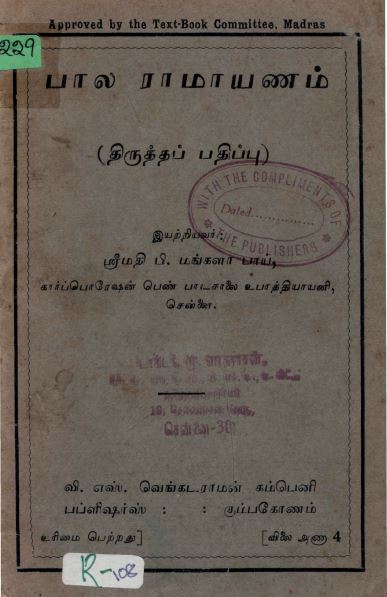 Approved by the Text-Book Committee, Madras
229
பால ராமாயணம்
(திருத்தப் பதிப்பு)
WITH THE COMPLIMENTS OF
Dated..............
THE PUBLISHERS
இயற்றியவர்:
ஸ்ரீமதி பி. மங்களா பாய்,
கார்ப்பொரேஷன் பெண் பாடசாலை உபாத்தியாயனி,
சென்னை.
சென்னை-30
வி. எஸ். வெங்கடராமன் கம்பெனி
பப்ளிஷர்ஸ் : : கும்பகோணம்
உரிமை பெற்றது] [விலை அணா 4
R-108